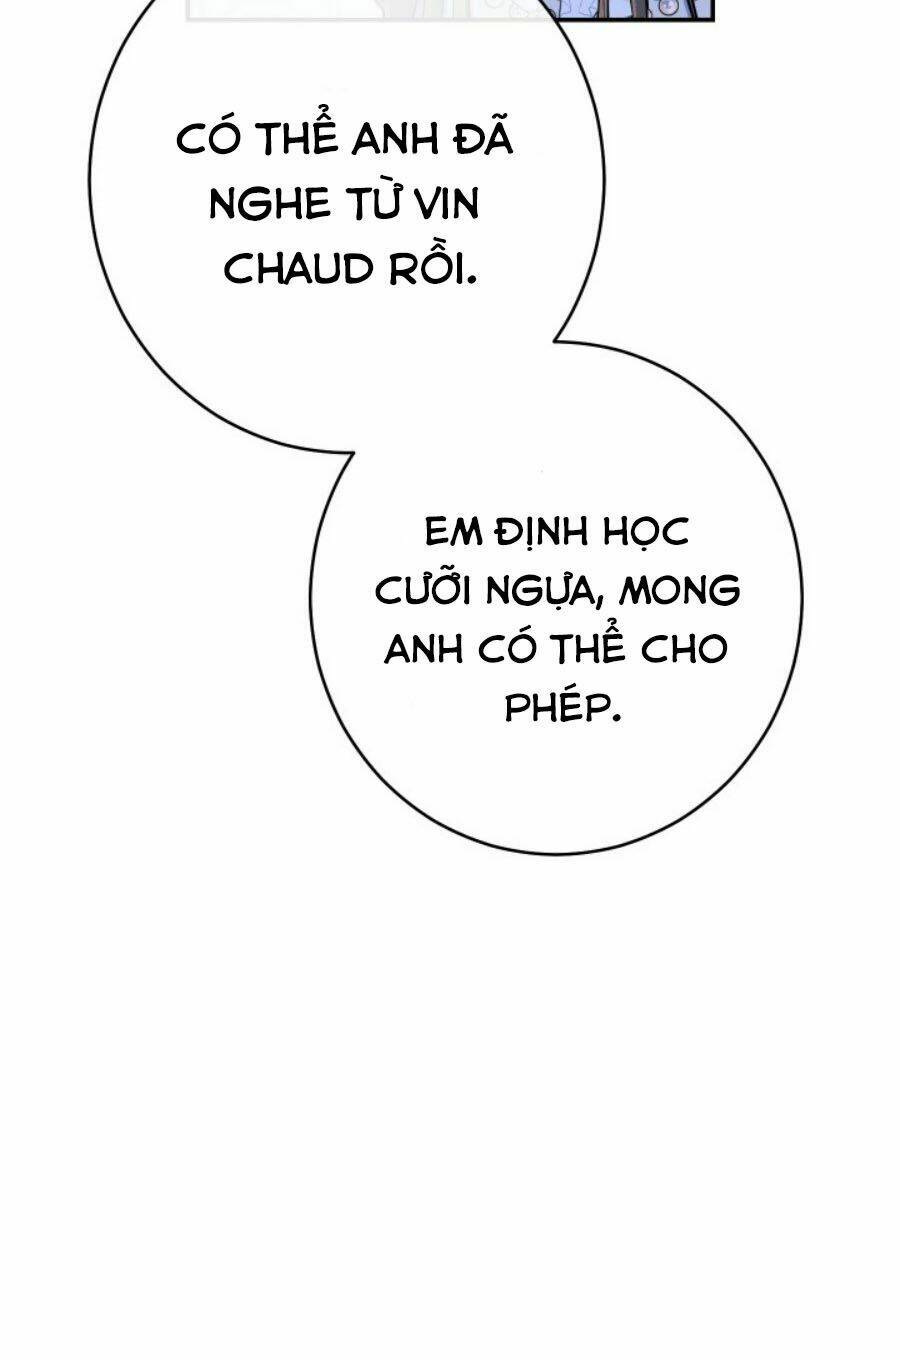 CÓ THỂ ANH ĐÃ
NGHE TỪ VIN
CHAUD RỒI.
EM ĐỊNH HỌC
CƯỠI NGỰA, MONG
ANH CÓ THỂ CHO
PHÉP.